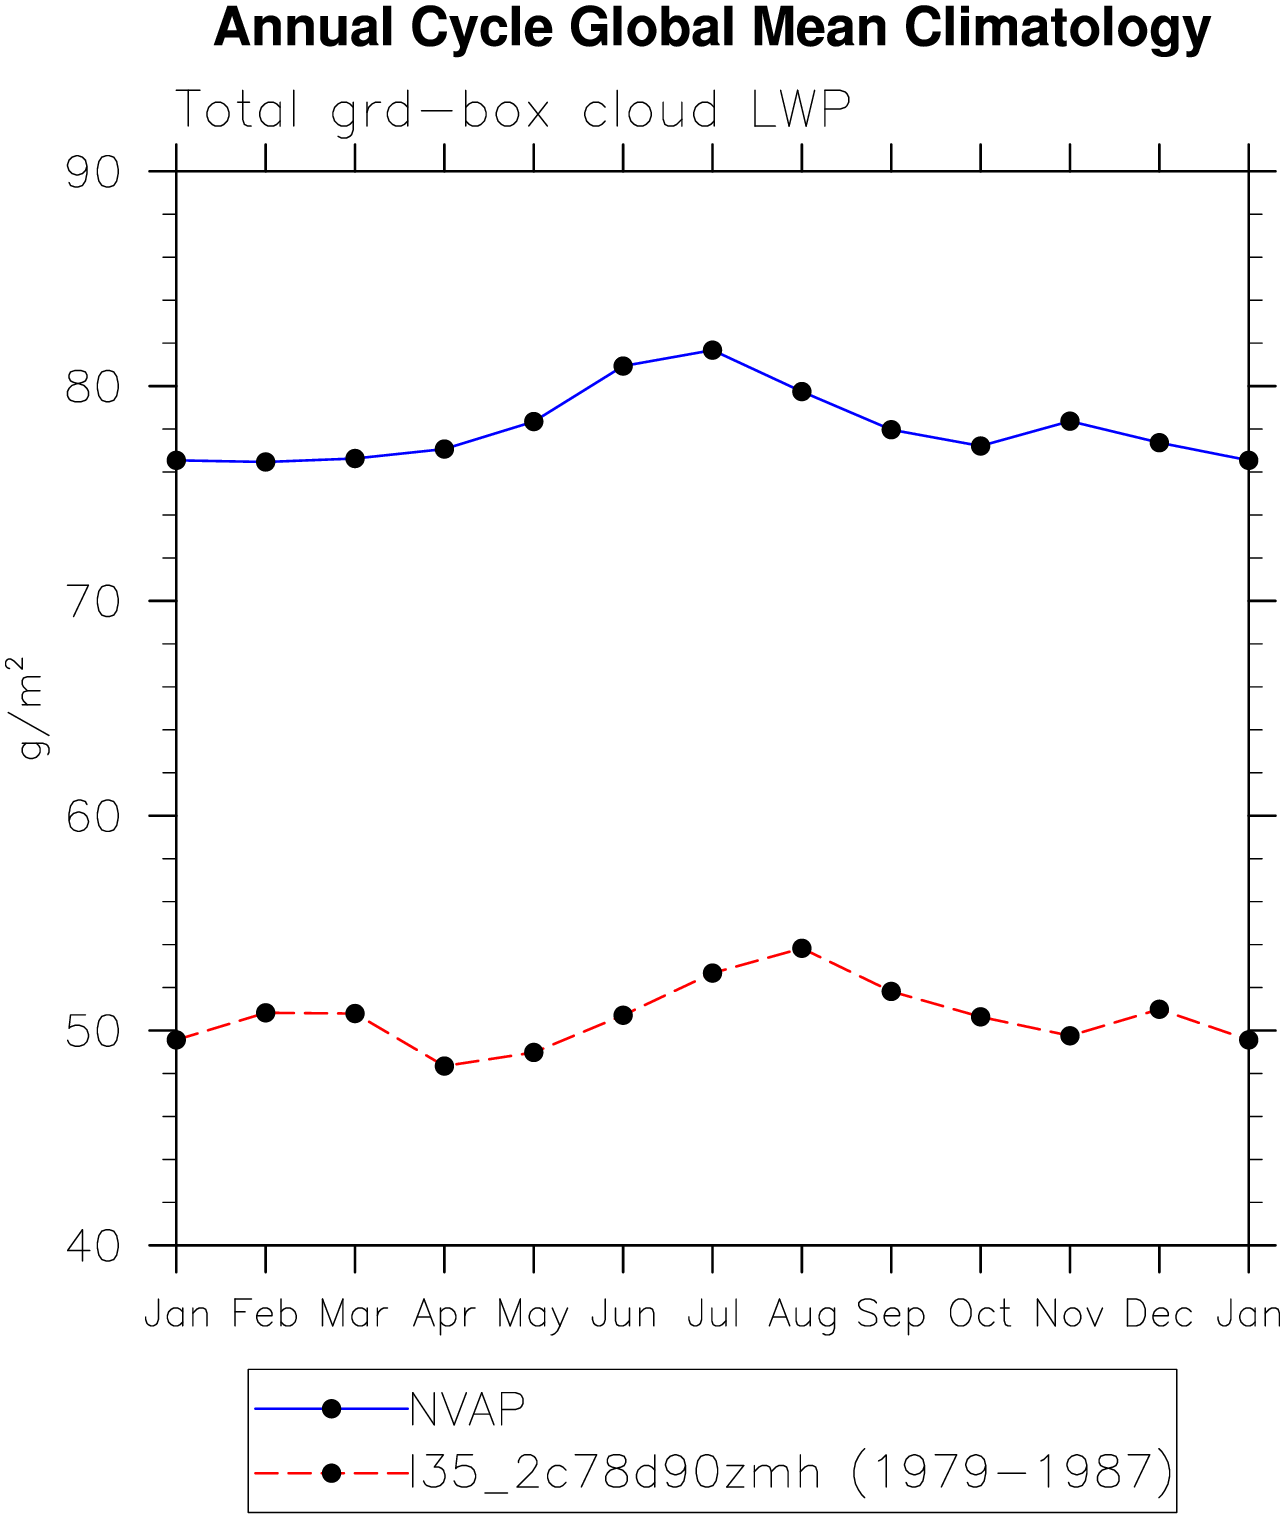 Annual Cycle Global Mean Climatology
Total grd-box cloud LWP
90
80
70
60
50
40
g/m²
Jan Feb Mar Apr May Jun Jul Aug Sep Oct Nov Dec Jan
NVAP
I35_2c78d90zmh (1979-1987)